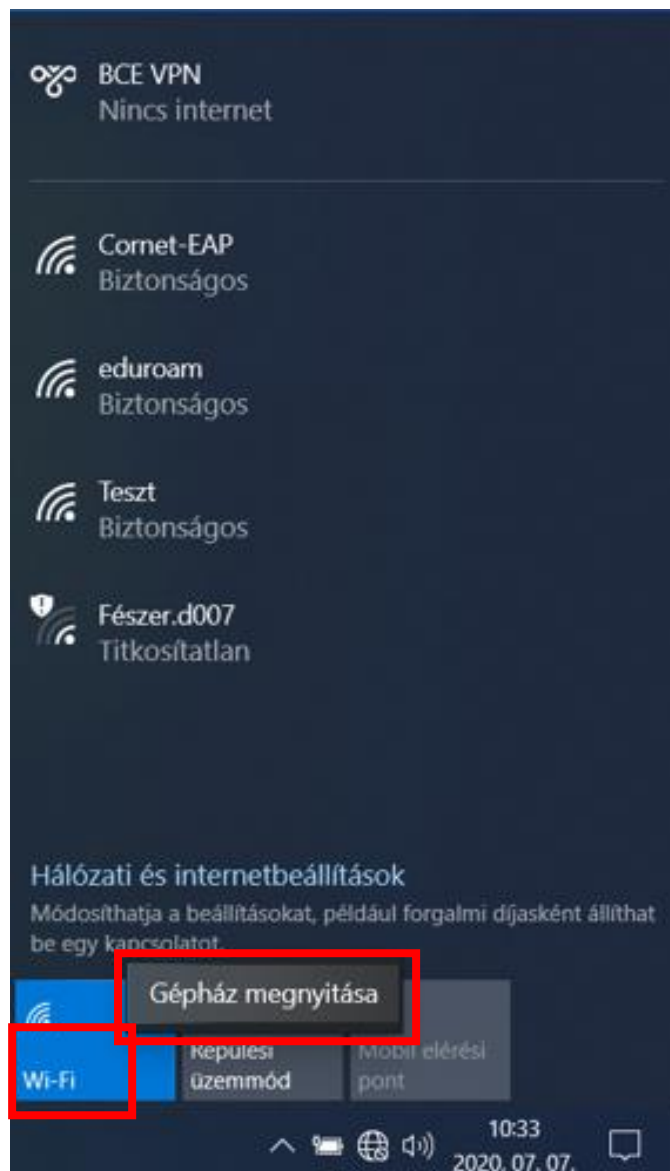 BCE VPN
Nincs internet
Cornet-EAP
Biztonságos
eduroam
Biztonságos
Teszt
Biztonságos
Fészer.d007
Titkosítatlan
Hálózati és internetbeállítások
Módosíthatja a beállításokat, például forgalmi díjasként állíthat
be egy kapcsolatot.
Gépház megnyitása
Wi-Fi
Repülési
üzemmód
Mobil elérési
pont
10:33
2020. 07. 07.